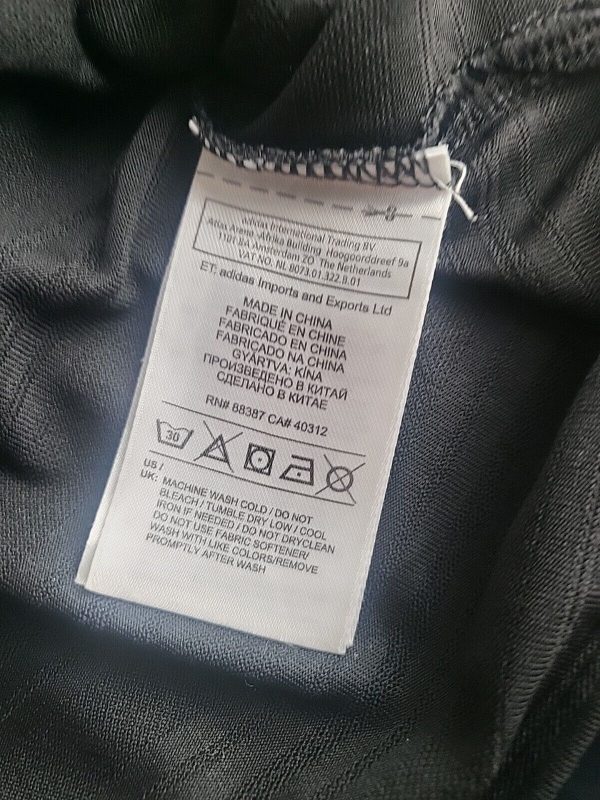 adidas International Trading BV
Atlas Arena, Afrika Building Hoogoorddreef 9a
1101 BA Amsterdam ZO The Netherlands
VAT NO. NL 8073.01.322.B.01
ET: adidas Imports and Exports Ltd
MADE IN CHINA
FABRIQUÉ EN CHINE
FABRICADO EN CHINA
FABRICADO NA CHINA
GYÁRTVA: KÍNA
ПРОИЗВЕДЕНО В КИТАЙ
СДЕЛАНО В КИТАЕ
RN# 88387 CA# 40312
30
US /
UK: MACHINE WASH COLD / DO NOT
BLEACH / TUMBLE DRY LOW / COOL
IRON IF NEEDED / DO NOT DRYCLEAN
DO NOT USE FABRIC SOFTENER/
WASH WITH LIKE COLORS/REMOVE
PROMPTLY AFTER WASH